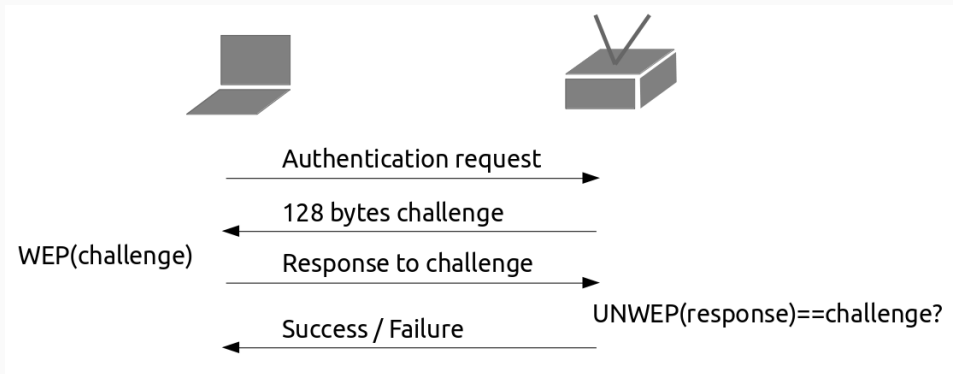 Authentication request
128 bytes challenge
WEP(challenge)
Response to challenge
UNWEP(response)==challenge?
Success / Failure